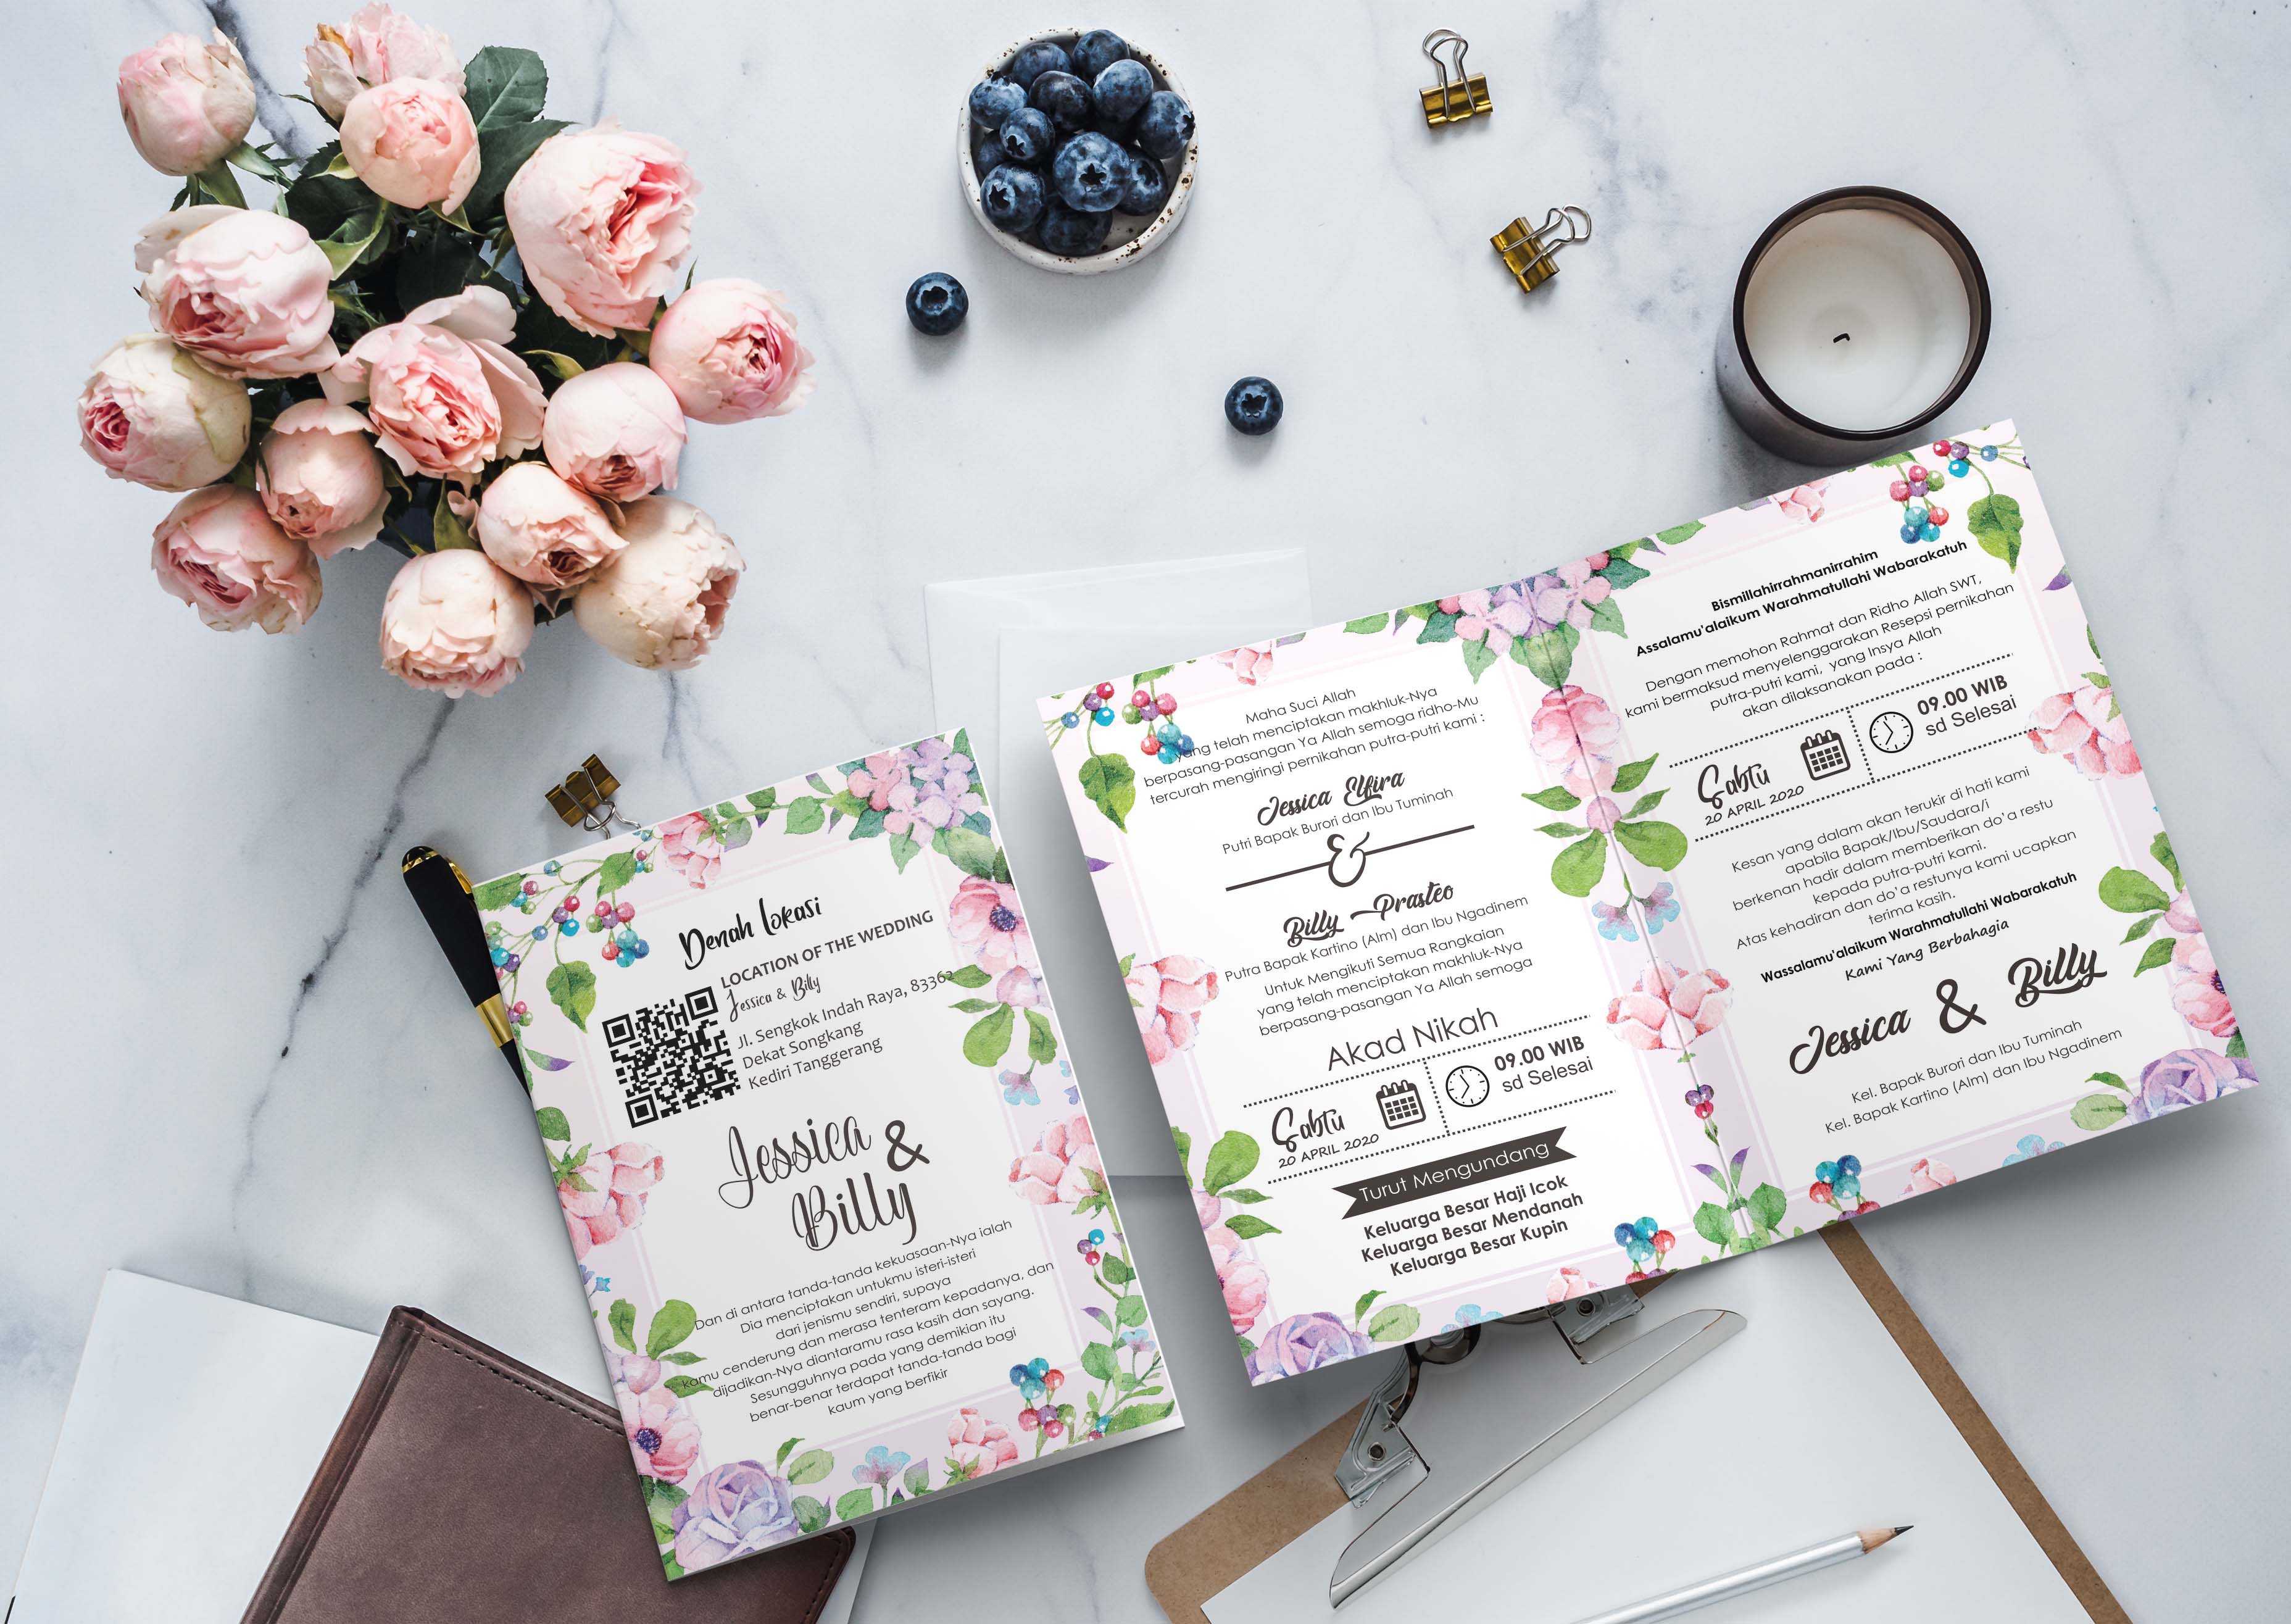 Denah Lokasi
LOCATION OF THE WEDDING
Jessica & Billy
Jl. Sengkok Indah Raya, 83362
Dekat Songkang
Kediri Tanggerang
Jessica &
Billy
Dan di antara tanda-tanda kekuasaan-Nya ialah
Dia menciptakan untukmu isteri-isteri
dari jenismu sendiri, supaya
kamu cenderung dan merasa tenteram kepadanya, dan
dijadikan-Nya diantaramu rasa kasih dan sayang.
Sesungguhnya pada yang demikian itu
benar-benar terdapat tanda-tanda bagi
kaum yang berfikir
Maha Suci Allah
yang telah menciptakan makhluk-Nya
berpasang-pasangan Ya Allah semoga ridho-Mu
tercurah mengiringi pernikahan putra-putri kami :
Jessica Elfira
Putri Bapak Burori dan Ibu Tuminah
&
Billy Prasteo
Putra Bapak Kartino (Alm) dan Ibu Ngadinem
Untuk Mengikuti Semua Rangkaian
yang telah menciptakan makhluk-Nya
berpasang-pasangan Ya Allah semoga
Akad Nikah
Sabtu
20 APRIL 2020
09.00 WIB
sd Selesai
Turut Mengundang
Keluarga Besar Haji Icok
Keluarga Besar Mendanah
Keluarga Besar Kupin
Bismillahirrahmanirrahim
Assalamu'alaikum Warahmatullahi Wabarakatuh
Dengan memohon Rahmat dan Ridho Allah SWT,
kami bermaksud menyelenggarakan Resepsi pernikahan
putra-putri kami, yang Insya Allah
akan dilaksanakan pada :
Sabtu
20 APRIL 2020
09.00 WIB
sd Selesai
Kesan yang dalam akan terukir di hati kami
apabila Bapak/Ibu/Saudara/i
berkenan hadir dalam memberikan do'a restu
kepada putra-putri kami.
Atas kehadiran dan do'a restunya kami ucapkan
terima kasih.
Wassalamu'alaikum Warahmatullahi Wabarakatuh
Kami Yang Berbahagia
Jessica & Billy
Kel. Bapak Burori dan Ibu Tuminah
Kel. Bapak Kartino (Alm) dan Ibu Ngadinem